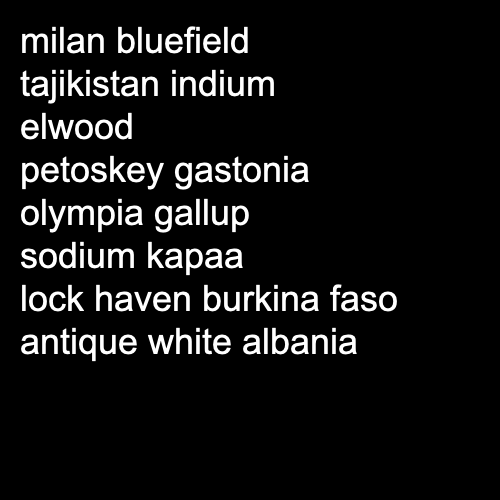 milan bluefield
tajikistan indium
elwood
petoskey gastonia
olympia gallup
sodium kapaa
lock haven burkina faso
antique white albania